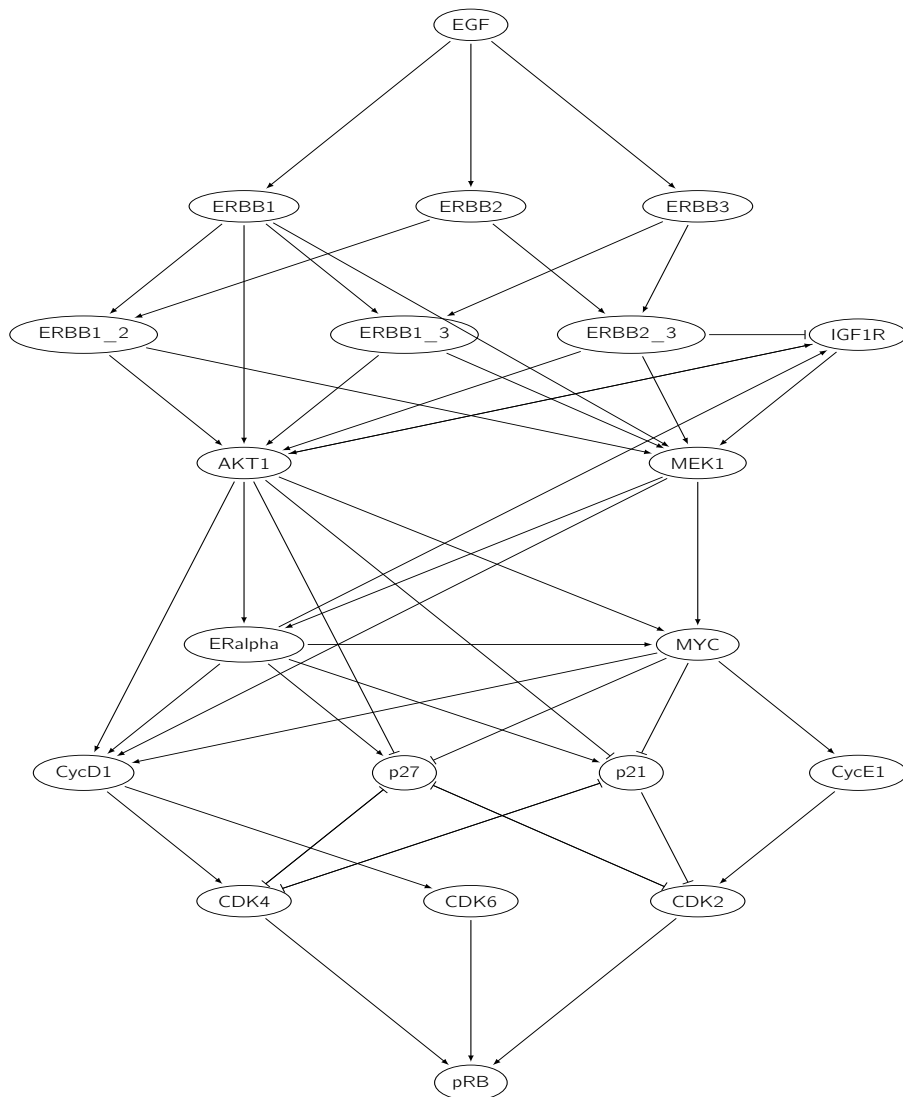 EGF
ERBB1 ERBB2 ERBB3
ERBB1_2 ERBB1_3 ERBB2_3 IGF1R
AKT1 MEK1
ERalpha MYC
CycD1 p27 p21 CycE1
CDK4 CDK6 CDK2
pRB